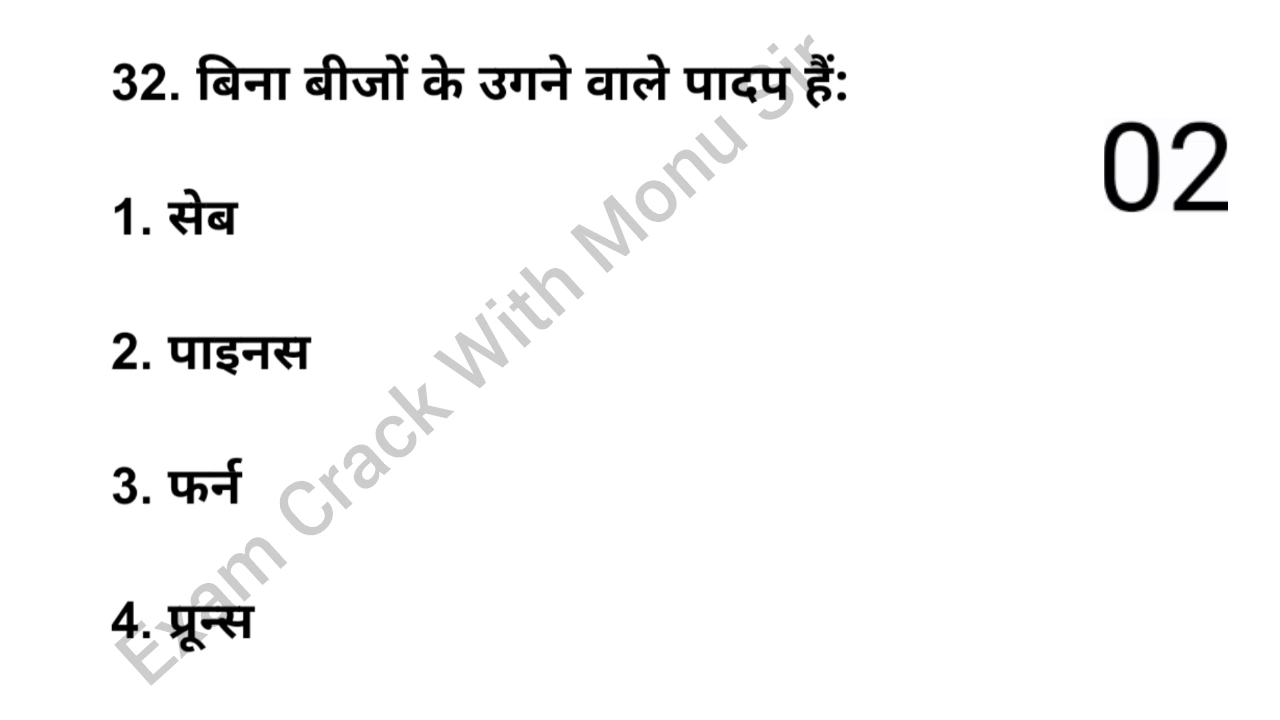 32. बिना बीजों के उगने वाले पादप हैं:
02
1. सेब
2. पाइनस
3. फर्न
4. प्रून्स
Exam Crack With Monu Sir